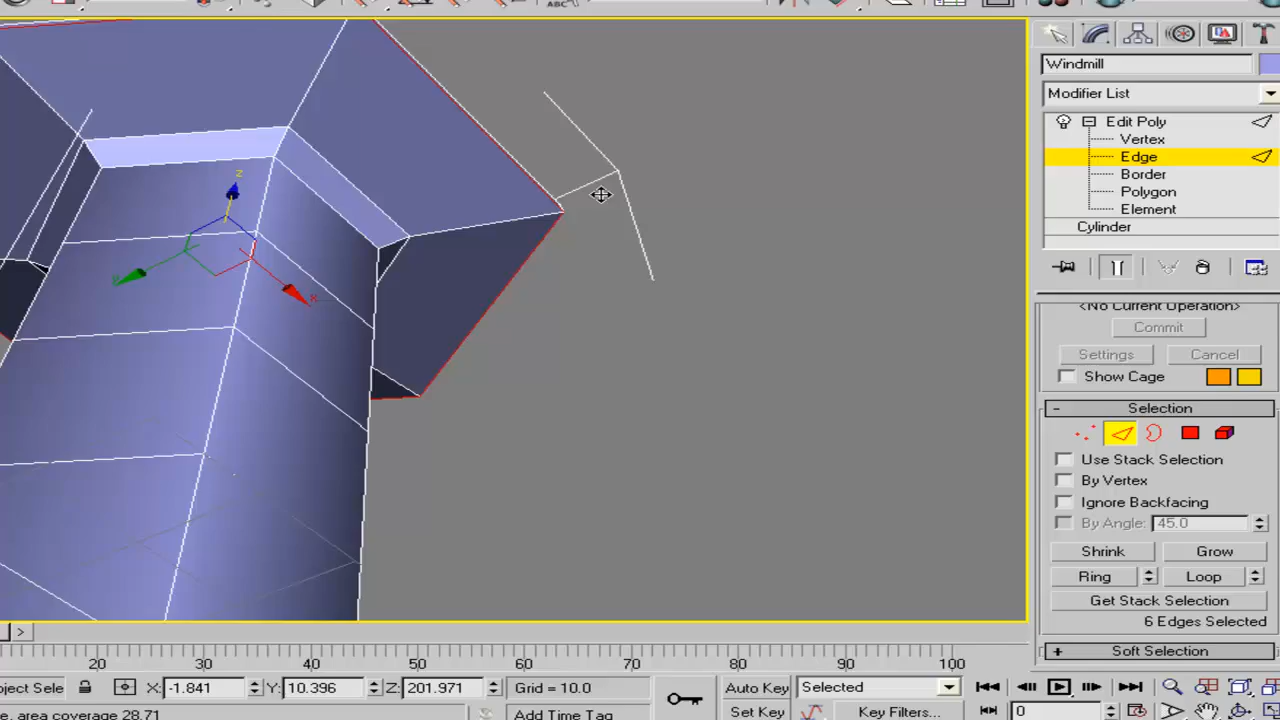 ABC
Windmill
Modifier List
Edit Poly
Vertex
Edge
Border
Polygon
Element
Cylinder
<No Current Operation>
Commit
Settings Cancel
Show Cage
- Selection
Use Stack Selection
By Vertex
Ignore Backfacing
By Angle: 45.0
Shrink Grow
Ring Loop
Get Stack Selection
6 Edges Selected
+ Soft Selection
z
x
>
20 30 40 50 60 70 80 90 100
ject Sele X: -1.841 Y: 10.396 Z: 201.971 Grid = 10.0 Auto Key Selected
e, area coverage 28.71 Add Time Tag Set Key Key Filters... 0